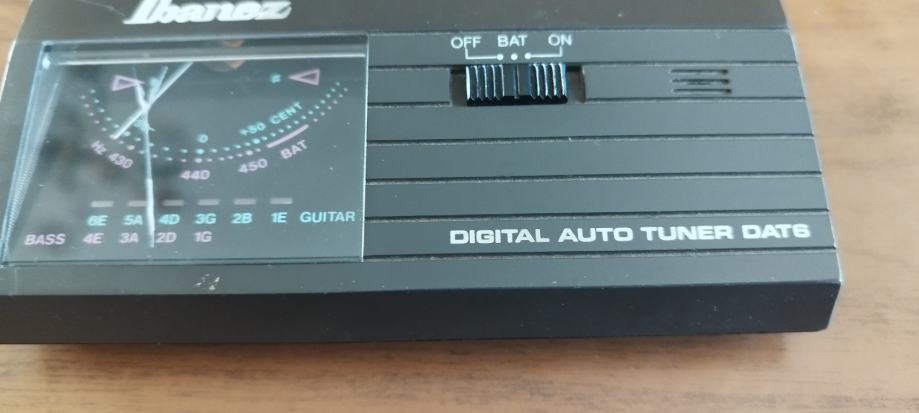 Ibanez
OFF BAT ON
♭ ♯
0 +50 CENT
Hz 430 440 450 BAT
6E 5A 4D 3G 2B 1E GUITAR
BASS 4E 3A 2D 1G
DIGITAL AUTO TUNER DAT6